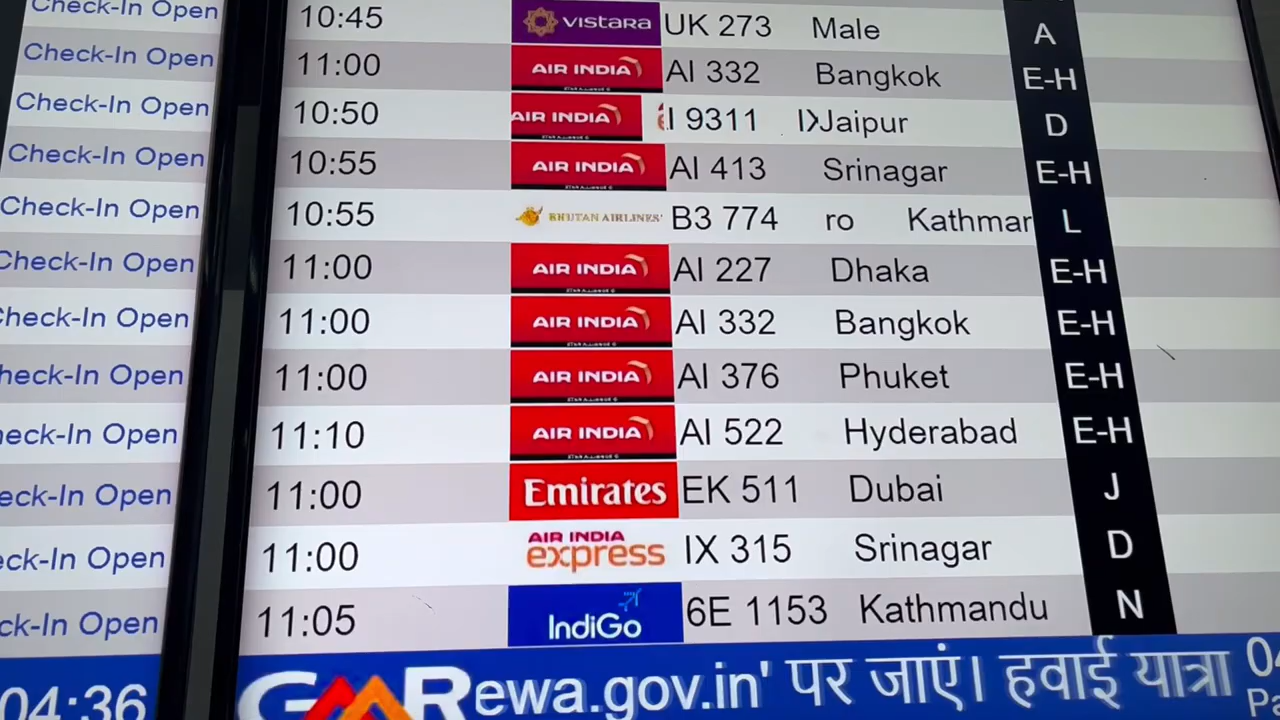 Check-In Open
Check-In Open
Check-In Open
Check-In Open
Check-In Open
Check-In Open
Check-In Open
heck-In Open
eck-In Open
eck-In Open
ck-In Open
ck-In Open
04:36
10:45 VISTARA UK 273 Male A
11:00 AIR INDIA AI 332 Bangkok E-H
10:50 AIR INDIA I 9311 Jaipur D
10:55 AIR INDIA AI 413 Srinagar E-H
10:55 BHUTAN AIRLINES B3 774 ro Kathmar L
11:00 AIR INDIA AI 227 Dhaka E-H
11:00 AIR INDIA AI 332 Bangkok E-H
11:00 AIR INDIA AI 376 Phuket E-H
11:10 AIR INDIA AI 522 Hyderabad E-H
11:00 Emirates EK 511 Dubai J
11:00 AIR INDIA express IX 315 Srinagar D
11:05 IndiGo 6E 1153 Kathmandu N
ewa.gov.in' पर जाएं। हवाई यात्रा